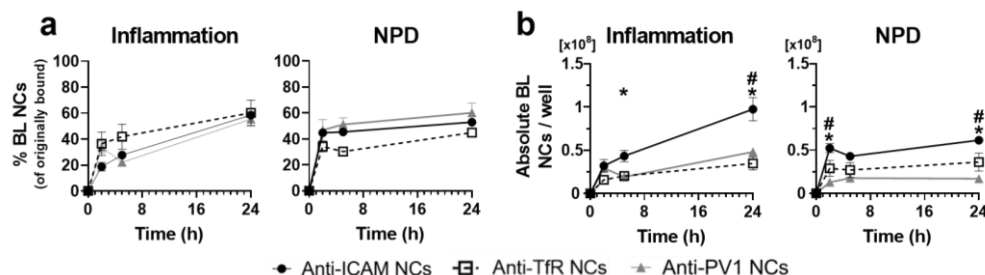 a
Inflammation
NPD
% BL NCs
(of originally bound)
100
80
60
40
20
0
0 8 16 24
Time (h)
100
80
60
40
20
0
0 8 16 24
Time (h)
b
Inflammation
NPD
Absolute BL
NCs / well
[x10⁸]
1.5
1
0.5
0
* # *
0 8 16 24
Time (h)
[x10⁸]
1.5
1
0.5
0
# * # *
0 8 16 24
Time (h)
Anti-ICAM NCs Anti-TfR NCs Anti-PV1 NCs